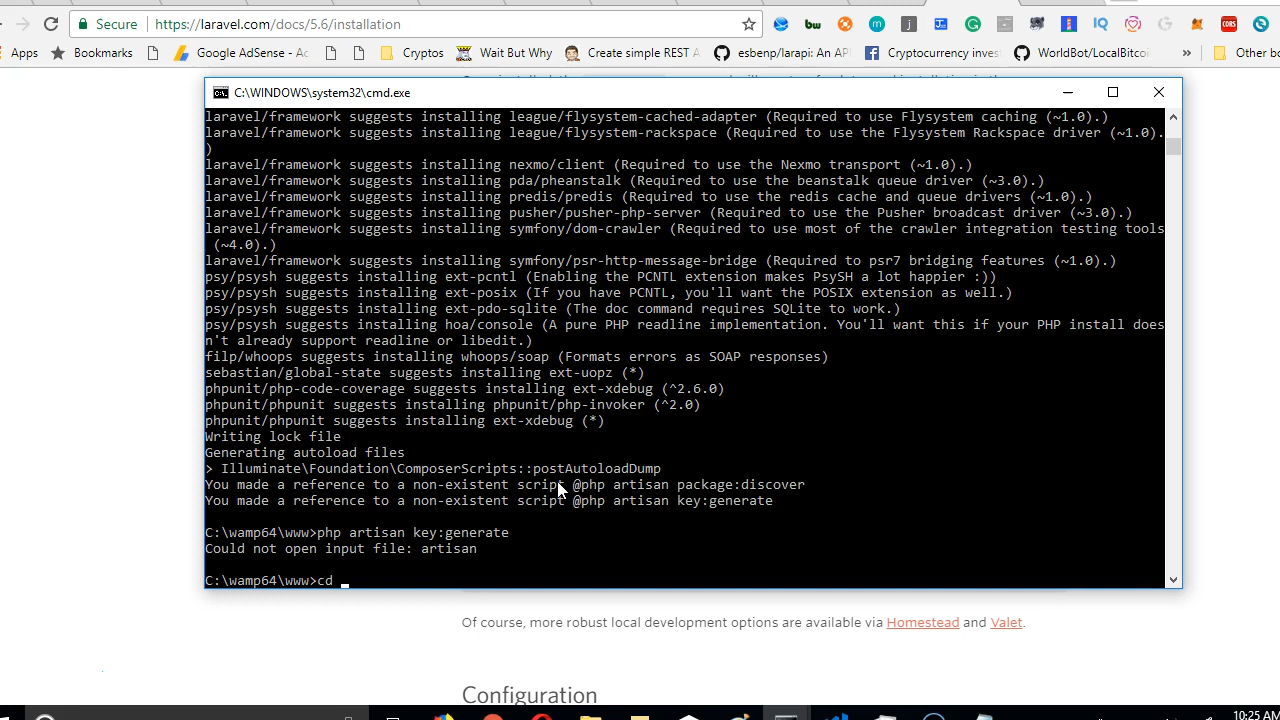 Secure
https://laravel.com/docs/5.6/installation
Apps
Bookmarks
Google AdSense - Ac
Cryptos
Wait But Why
Create simple REST A
esbenp/larapi: An AP
Cryptocurrency inves
WorldBot/LocalBitcoi
»
Other b
C:\WINDOWS\system32\cmd.exe
laravel/framework suggests installing league/flysystem-cached-adapter (Required to use Flysystem caching (~1.0).)
laravel/framework suggests installing league/flysystem-rackspace (Required to use the Flysystem Rackspace driver (~1.0).
)
laravel/framework suggests installing nexmo/client (Required to use the Nexmo transport (~1.0).)
laravel/framework suggests installing pda/pheanstalk (Required to use the beanstalk queue driver (~3.0).)
laravel/framework suggests installing predis/predis (Required to use the redis cache and queue drivers (~1.0).)
laravel/framework suggests installing pusher/pusher-php-server (Required to use the Pusher broadcast driver (~3.0).)
laravel/framework suggests installing symfony/dom-crawler (Required to use most of the crawler integration testing tools
(~4.0).)
laravel/framework suggests installing symfony/psr-http-message-bridge (Required to psr7 bridging features (~1.0).)
psy/psysh suggests installing ext-pcntl (Enabling the PCNTL extension makes PsySH a lot happier :))
psy/psysh suggests installing ext-posix (If you have PCNTL, you'll want the POSIX extension as well.)
psy/psysh suggests installing ext-pdo-sqlite (The doc command requires SQLite to work.)
psy/psysh suggests installing hoa/console (A pure PHP readline implementation. You'll want this if your PHP install does
n't already support readline or libedit.)
filp/whoops suggests installing whoops/soap (Formats errors as SOAP responses)
sebastian/global-state suggests installing ext-uopz (*)
phpunit/php-code-coverage suggests installing ext-xdebug (^2.6.0)
phpunit/phpunit suggests installing phpunit/php-invoker (^2.0)
phpunit/phpunit suggests installing ext-xdebug (*)
Writing lock file
Generating autoload files
> Illuminate\Foundation\ComposerScripts::postAutoloadDump
You made a reference to a non-existent script @php artisan package:discover
You made a reference to a non-existent script @php artisan key:generate
C:\wamp64\www>php artisan key:generate
Could not open input file: artisan
C:\wamp64\www>cd
Of course, more robust local development options are available via Homestead and Valet.
Configuration
10:25 AM